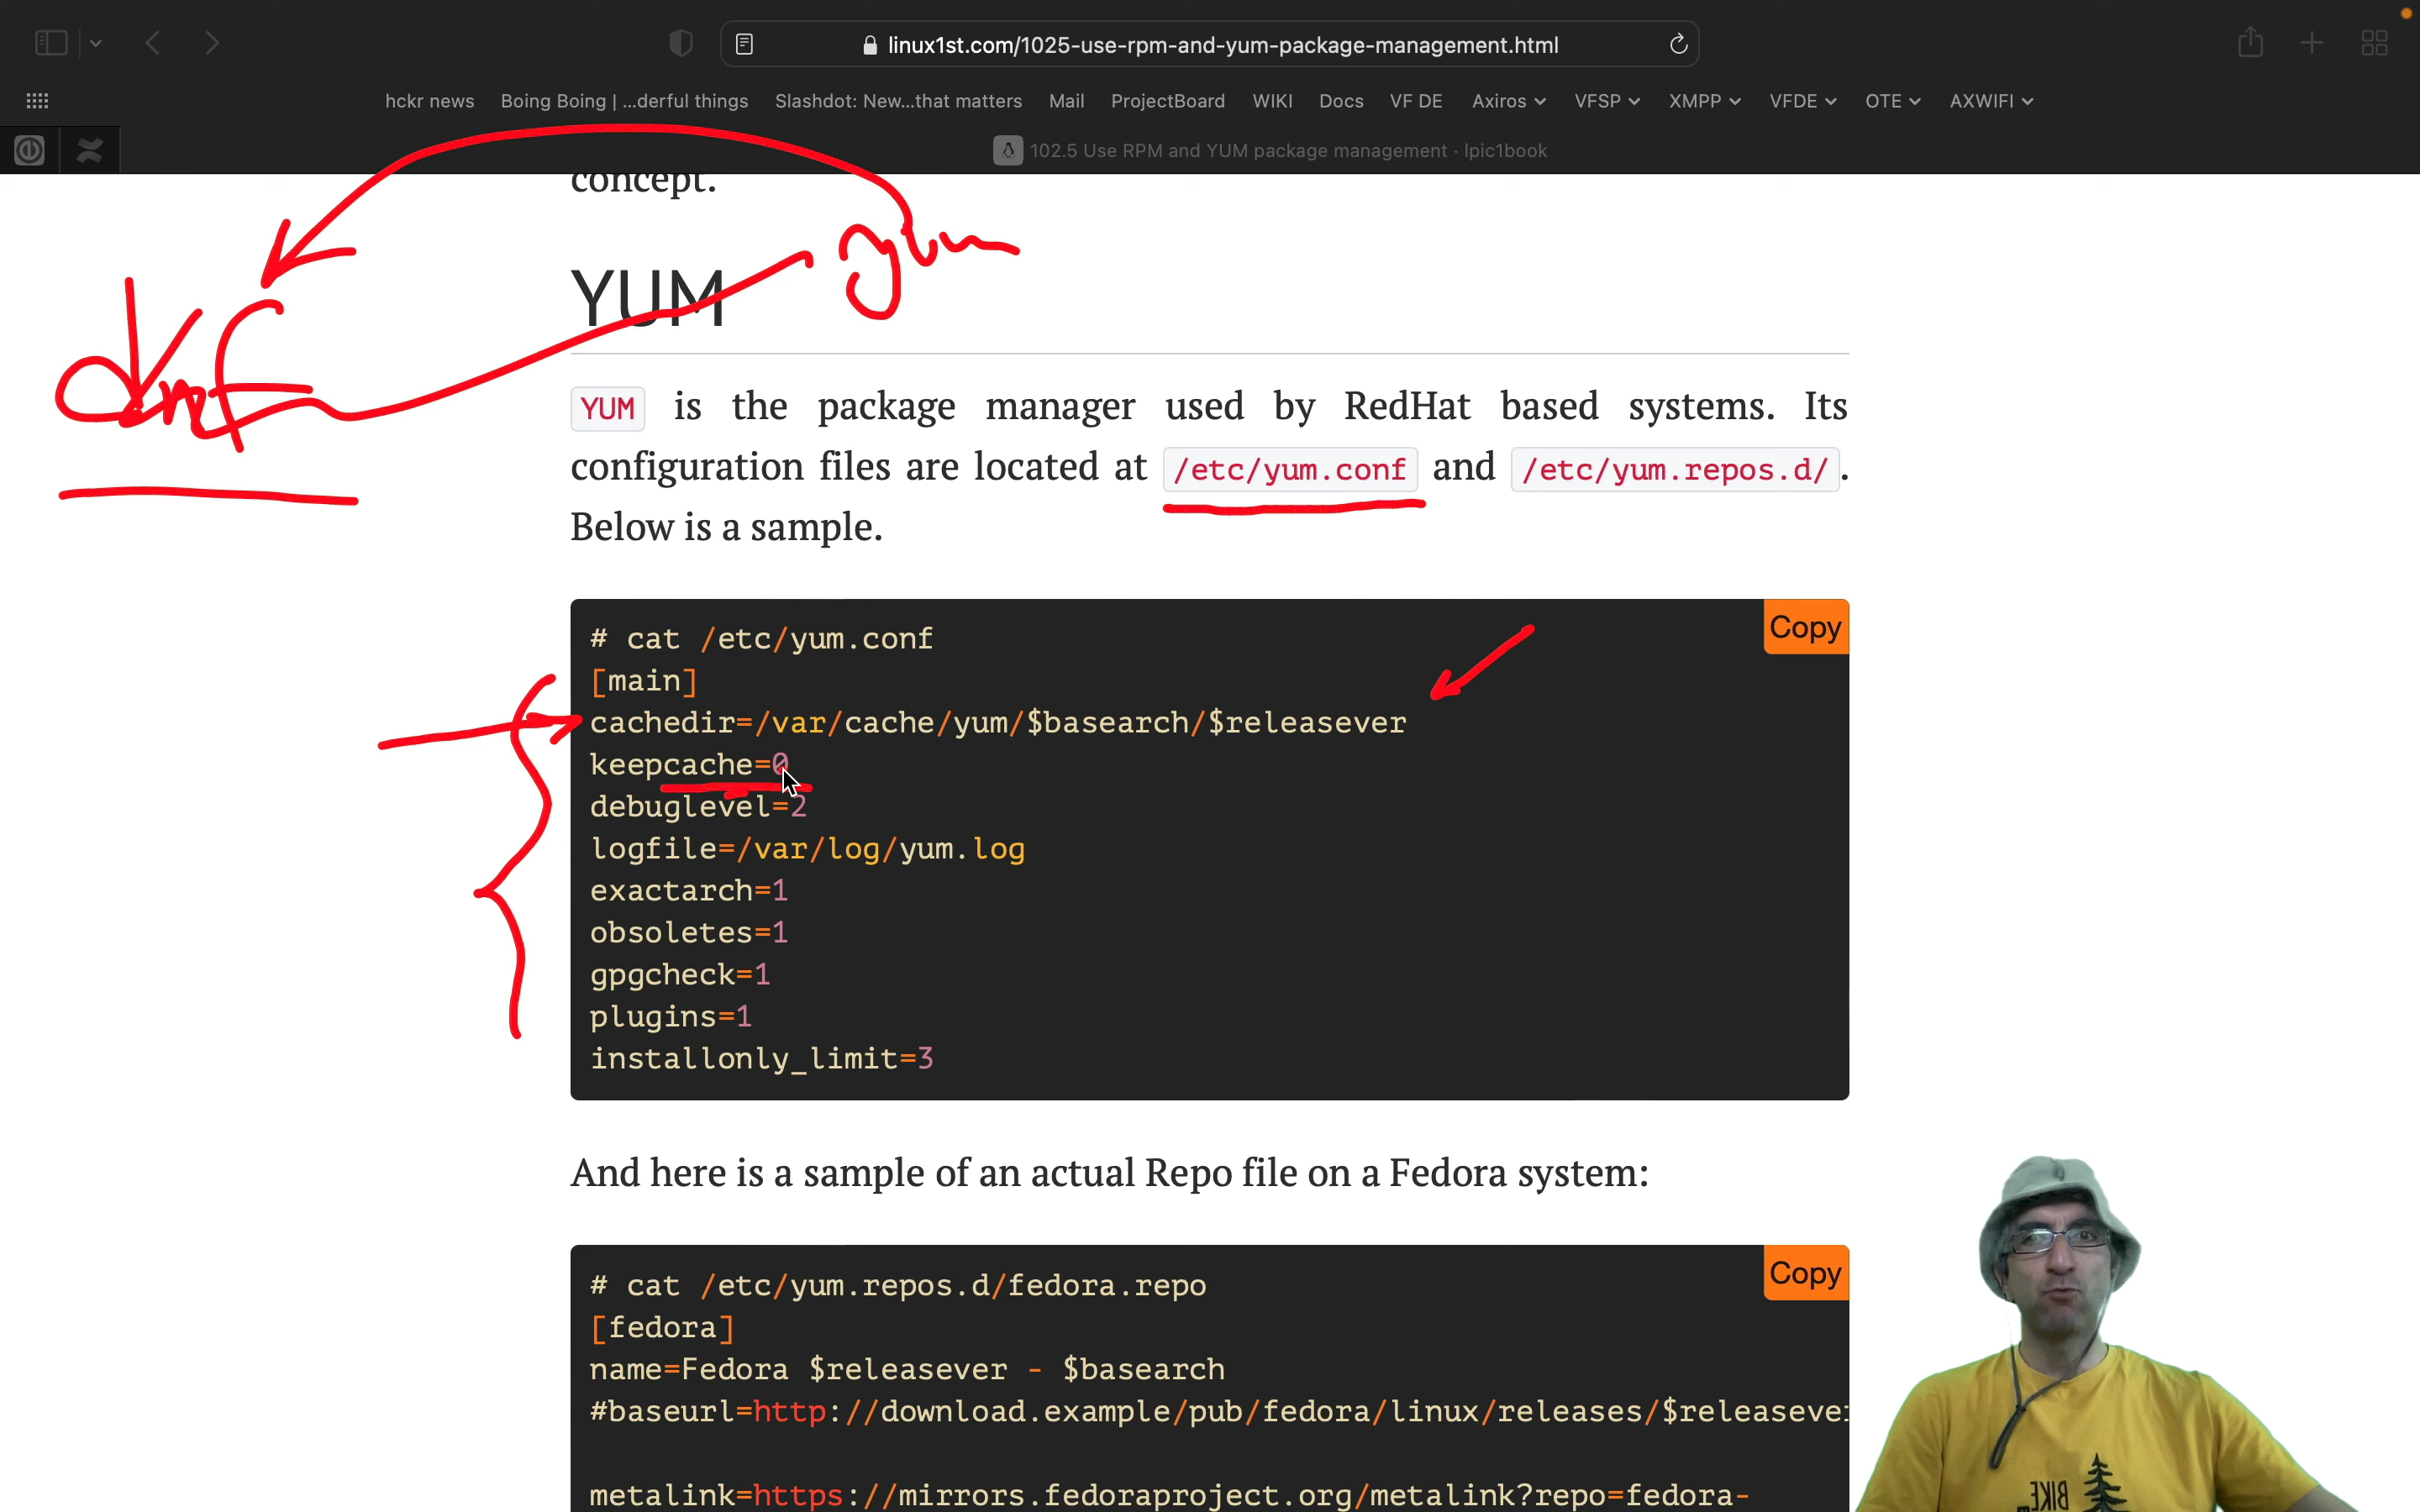 linux1st.com/1025-use-rpm-and-yum-package-management.html
hckr news Boing Boing | ...derful things Slashdot: New...that matters Mail ProjectBoard WIKI Docs VF DE Axiros VFSP XMPP VFDE OTE AXWIFI
102.5 Use RPM and YUM package management · lpic1book
concept.
yum
YUM
dnf
YUM is the package manager used by RedHat based systems. Its
configuration files are located at /etc/yum.conf and /etc/yum.repos.d/.
Below is a sample.
Copy
# cat /etc/yum.conf
[main]
cachedir=/var/cache/yum/$basearch/$releasever
keepcache=0
debuglevel=2
logfile=/var/log/yum.log
exactarch=1
obsoletes=1
gpgcheck=1
plugins=1
installonly_limit=3
And here is a sample of an actual Repo file on a Fedora system:
Copy
# cat /etc/yum.repos.d/fedora.repo
[fedora]
name=Fedora $releasever - $basearch
#baseurl=http://download.example/pub/fedora/linux/releases/$releasever
metalink=https://mirrors.fedoraproject.org/metalink?repo=fedora-
BIKE